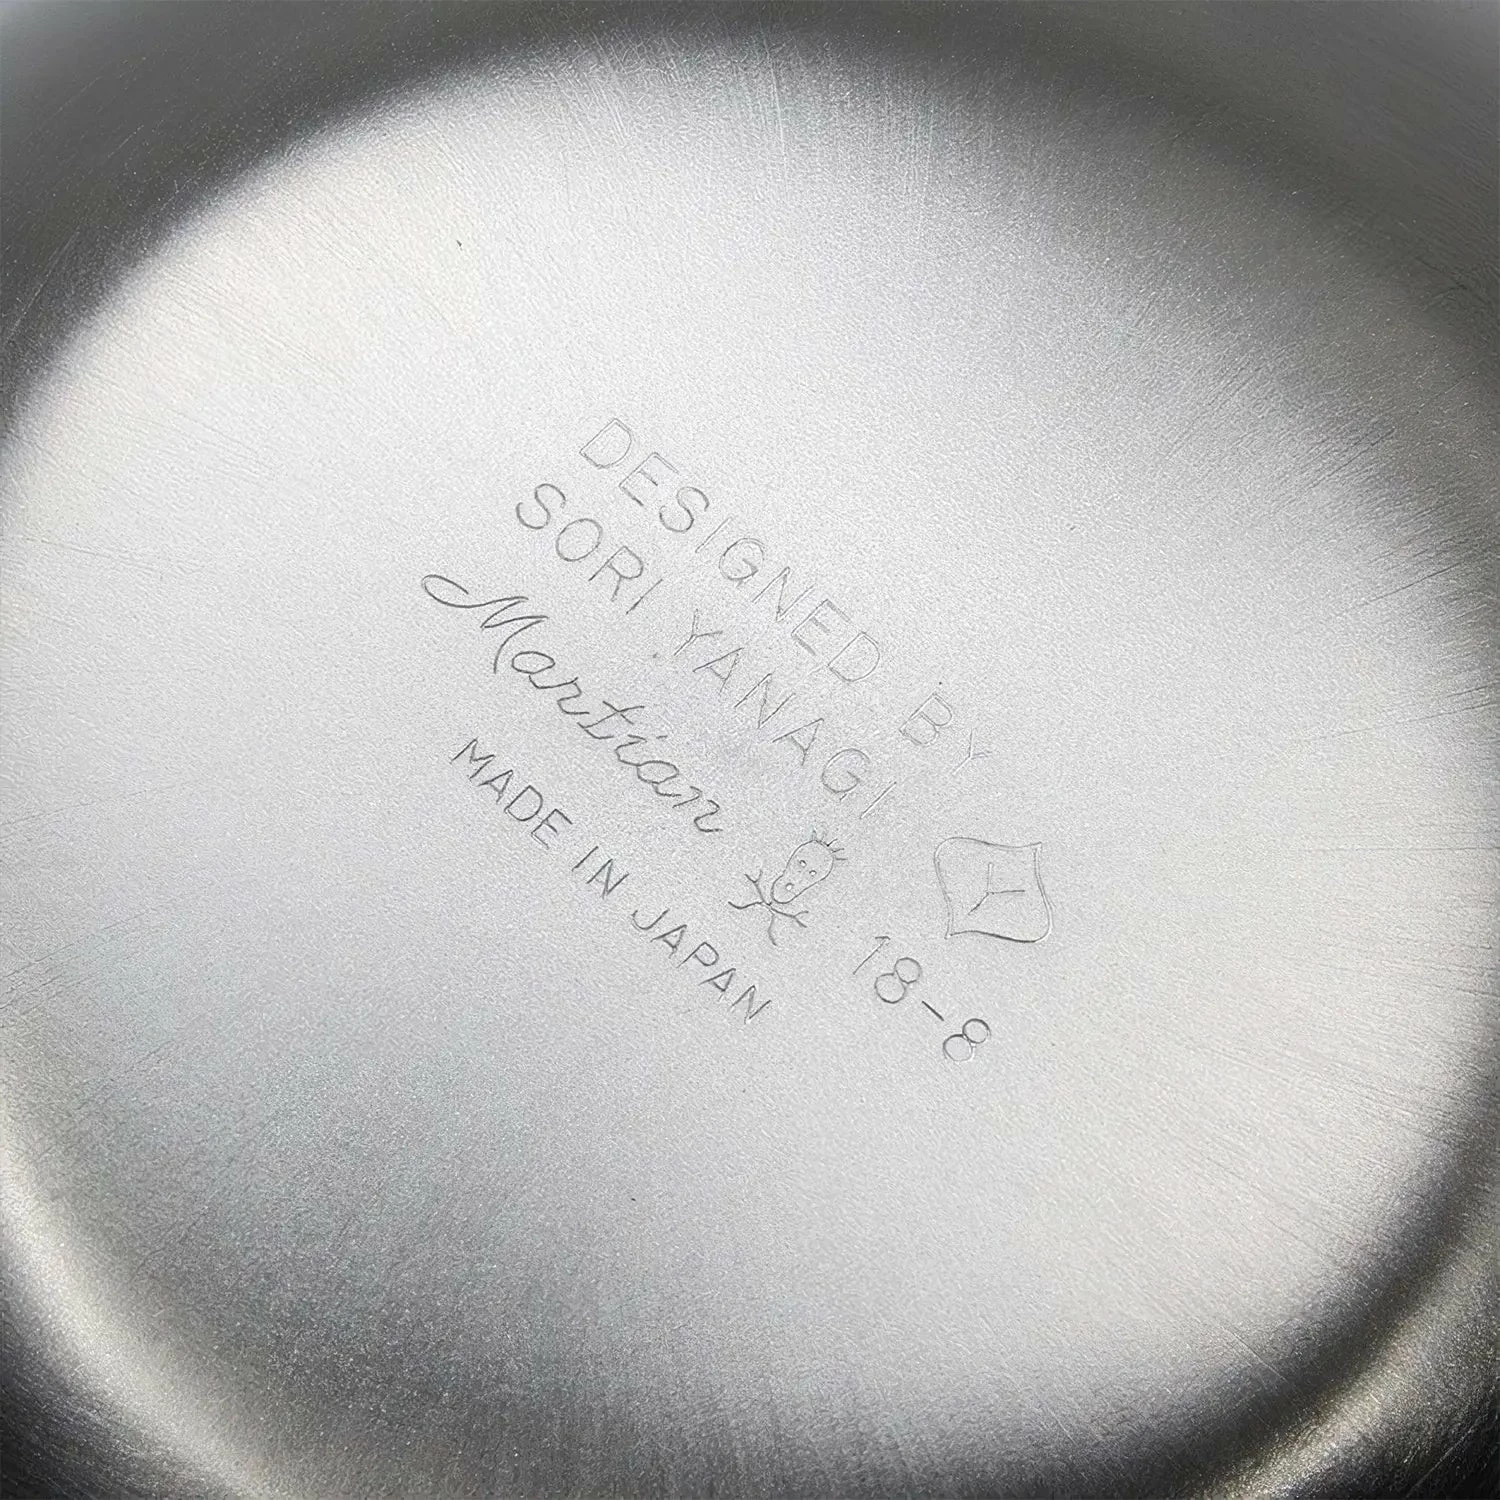 DESIGNED BY
SORI YANAGI
Y
Martian 18-8
MADE IN JAPAN